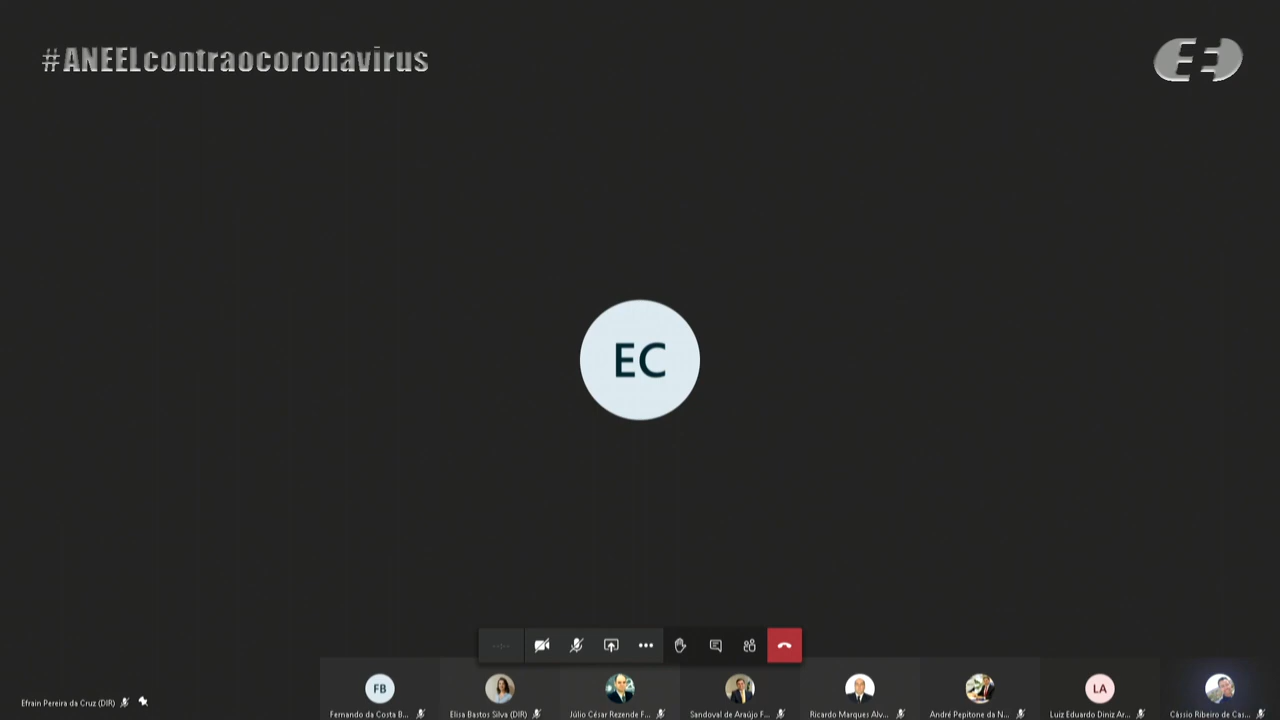 #ANEELcontraocoronavirus
EC
Efrain Pereira da Cruz (DIR)
FB
Fernando da Costa B...
Elisa Bastos Silva (DIR)
Júlio César Rezende F...
Sandoval de Araújo F...
Ricardo Marques Alv...
André Pepitone da N...
LA
Luiz Eduardo Diniz Ar...
Cássio Ribeiro de Cas...